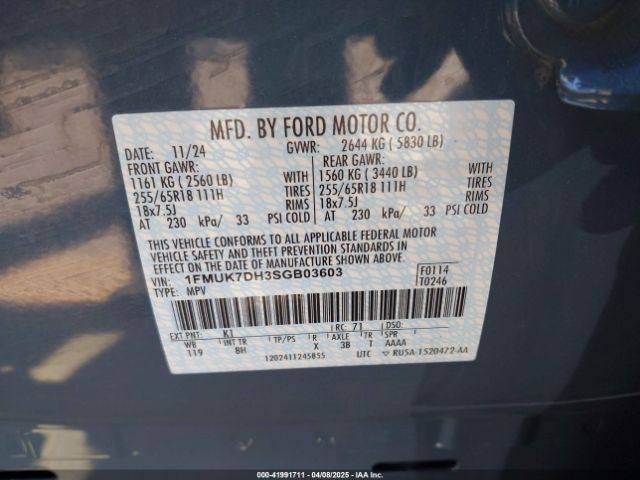 MFD. BY FORD MOTOR CO.
DATE: 11/24 GVWR: 2644 KG ( 5830 LB)
FRONT GAWR: REAR GAWR:
1161 KG ( 2560 LB) WITH 1560 KG ( 3440 LB) WITH
255/65R18 111H TIRES 255/65R18 111H TIRES
18x7.5J RIMS 18x7.5J RIMS
AT 230 kPa/ 33 PSI COLD AT 230 kPa/ 33 PSI COLD
THIS VEHICLE CONFORMS TO ALL APPLICABLE FEDERAL MOTOR
VEHICLE SAFETY, BUMPER, AND THEFT PREVENTION STANDARDS IN
EFFECT ON THE DATE OF MANUFACTURE SHOWN ABOVE.
VIN: 1FMUK7DH3SGB03603 F0114
TYPE: MPV T0246
EXT PNT: K1 RC: 71 DSO:
WB INT TR TP/PS R AXLE TR SPR
119 8H X 3B T AAAA
1202411245855 UTC ▽ RU5A-1520472-AA
000-41991711 - 04/08/2025 - IAAI.COM